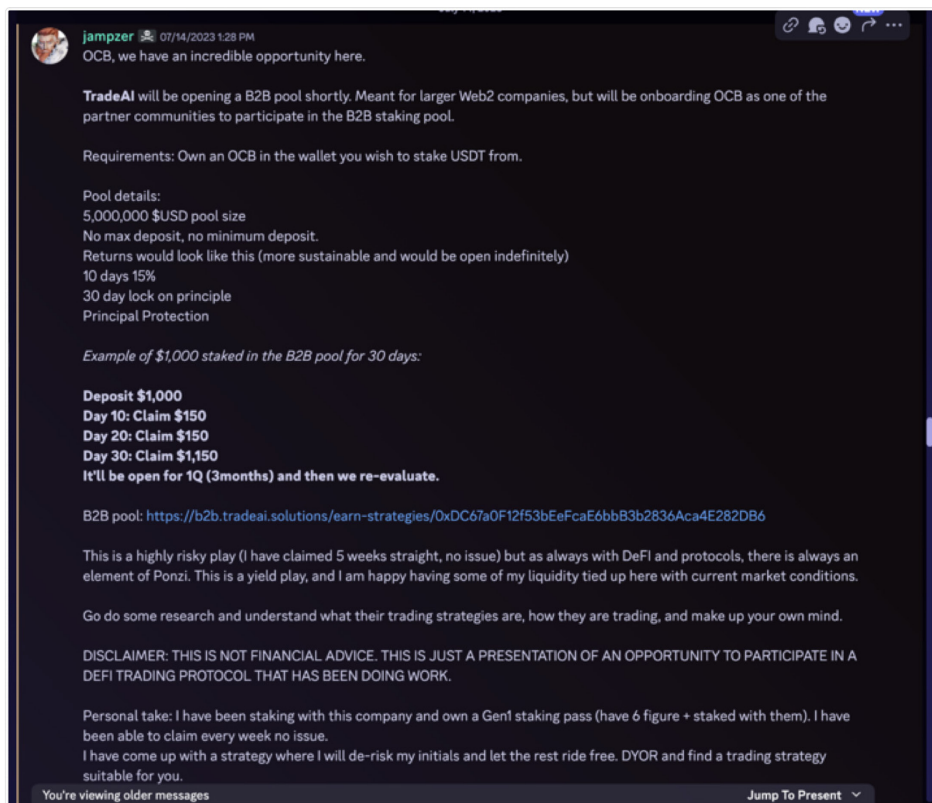 jampzer 07/14/2023 1:28 PM
OCB, we have an incredible opportunity here.
TradeAI will be opening a B2B pool shortly. Meant for larger Web2 companies, but will be onboarding OCB as one of the
partner communities to participate in the B2B staking pool.
Requirements: Own an OCB in the wallet you wish to stake USDT from.
Pool details:
5,000,000 $USD pool size
No max deposit, no minimum deposit.
Returns would look like this (more sustainable and would be open indefinitely)
10 days 15%
30 day lock on principle
Principal Protection
Example of $1,000 staked in the B2B pool for 30 days:
Deposit $1,000
Day 10: Claim $150
Day 20: Claim $150
Day 30: Claim $1,150
It'll be open for 1Q (3months) and then we re-evaluate.
B2B pool: https://b2b.tradeai.solutions/earn-strategies/0xDC67a0F12f53bEeFcaE6bbB3b2836Aca4E282DB6
This is a highly risky play (I have claimed 5 weeks straight, no issue) but as always with DeFI and protocols, there is always an
element of Ponzi. This is a yield play, and I am happy having some of my liquidity tied up here with current market conditions.
Go do some research and understand what their trading strategies are, how they are trading, and make up your own mind.
DISCLAIMER: THIS IS NOT FINANCIAL ADVICE. THIS IS JUST A PRESENTATION OF AN OPPORTUNITY TO PARTICIPATE IN A
DEFI TRADING PROTOCOL THAT HAS BEEN DOING WORK.
Personal take: I have been staking with this company and own a Gen1 staking pass (have 6 figure + staked with them). I have
been able to claim every week no issue.
I have come up with a strategy where I will de-risk my initials and let the rest ride free. DYOR and find a trading strategy
suitable for you.
You're viewing older messages
Jump To Present